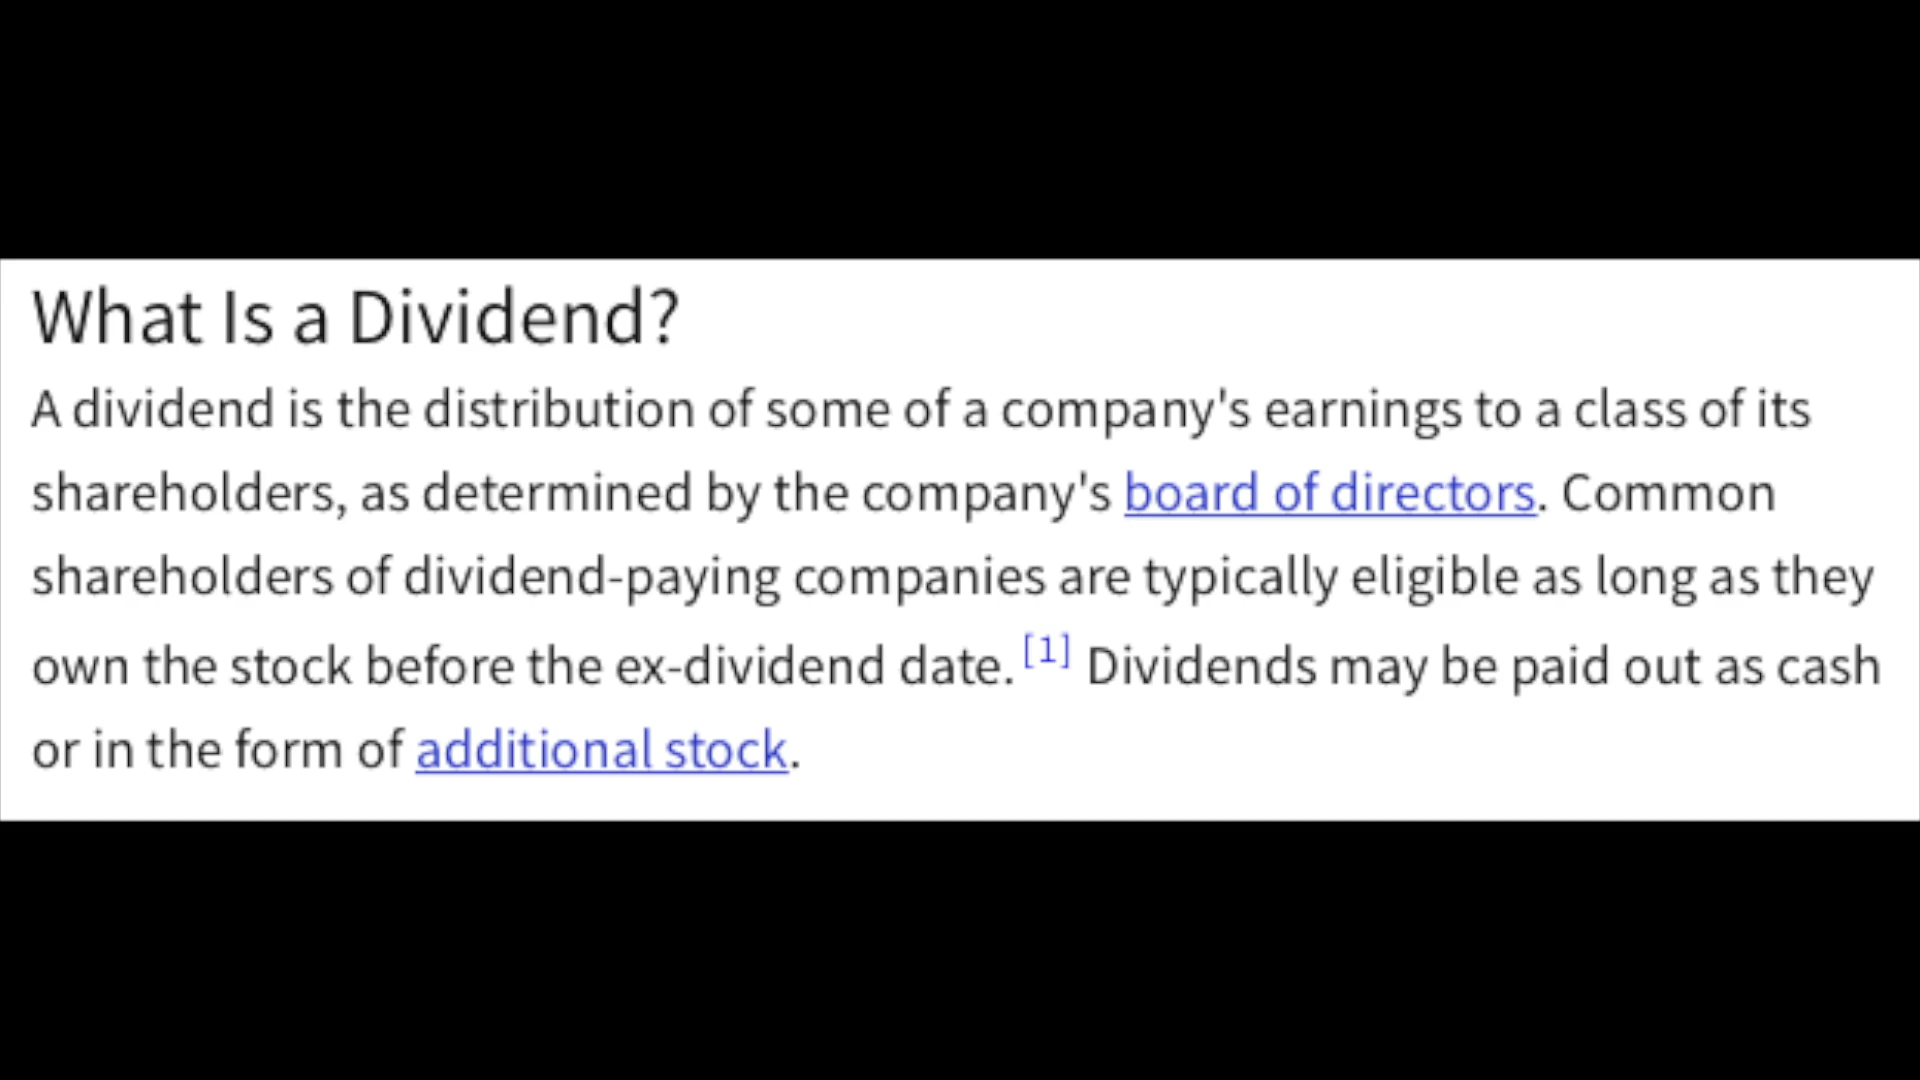 What Is a Dividend?
A dividend is the distribution of some of a company's earnings to a class of its
shareholders, as determined by the company's board of directors. Common
shareholders of dividend-paying companies are typically eligible as long as they
own the stock before the ex-dividend date. [1] Dividends may be paid out as cash
or in the form of additional stock.